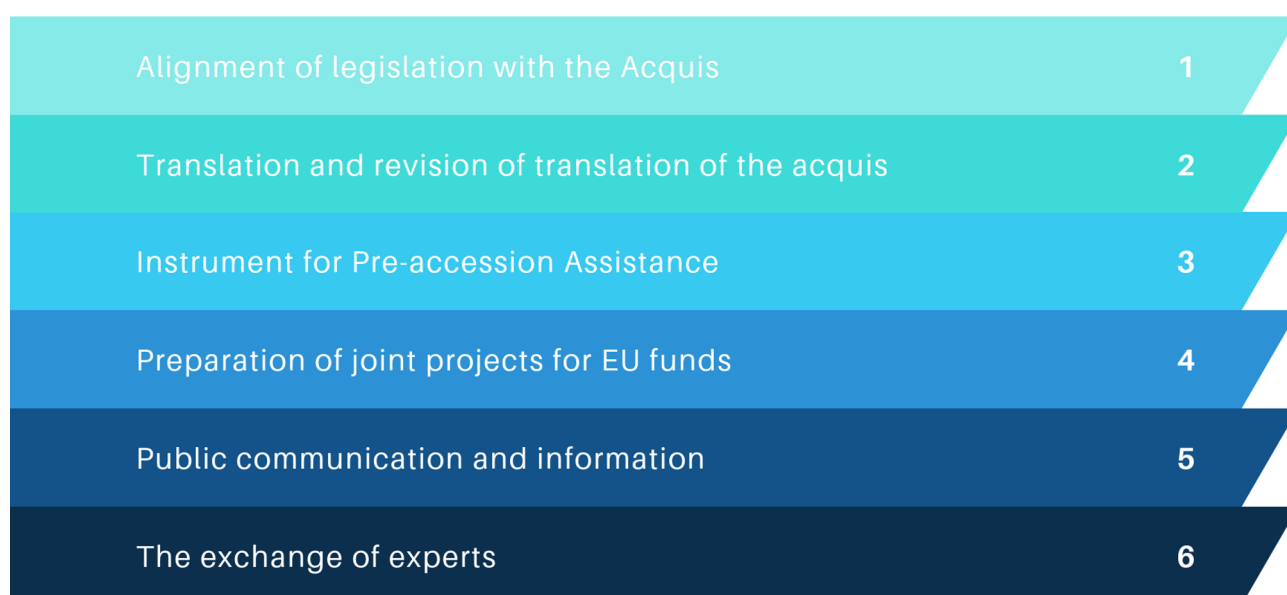 Alignment of legislation with the Acquis 1
Translation and revision of translation of the acquis 2
Instrument for Pre-accession Assistance 3
Preparation of joint projects for EU funds 4
Public communication and information 5
The exchange of experts 6